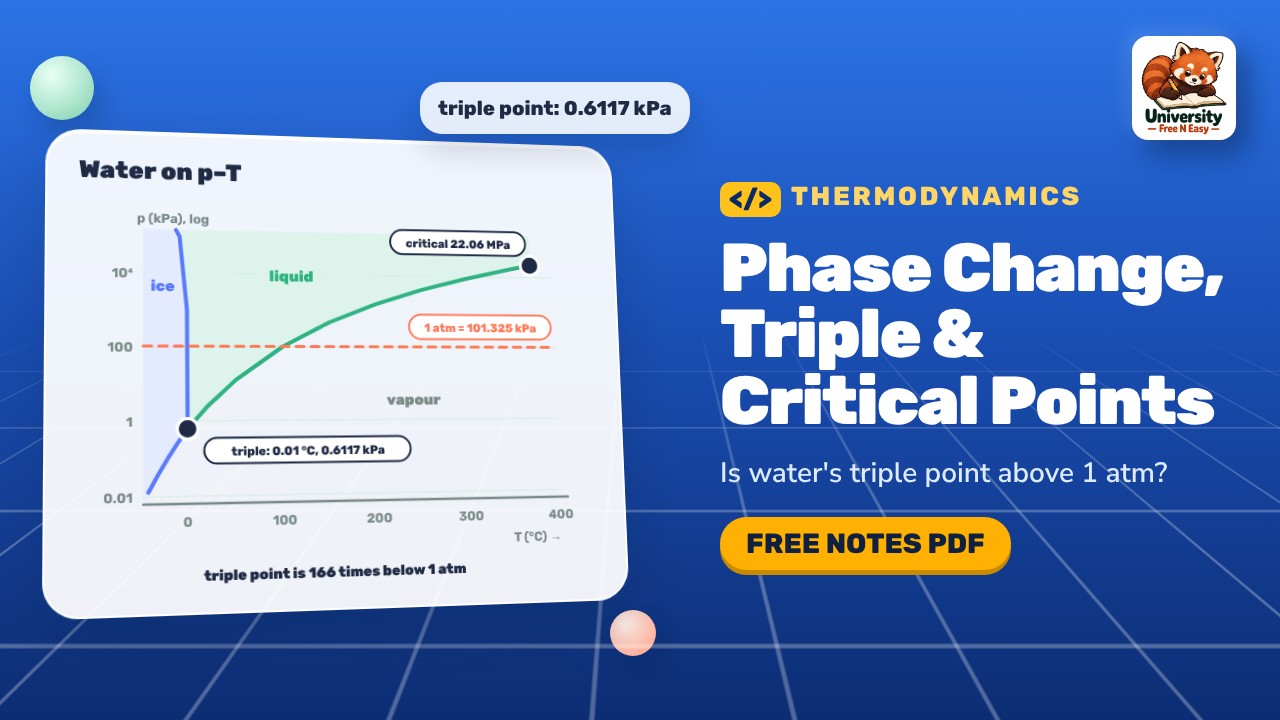 triple point: 0.6117 kPa
Water on p–T
p (kPa), log
critical 22.06 MPa
10⁴
liquid
ice
1 atm = 101.325 kPa
100
vapour
1
triple: 0.01 °C, 0.6117 kPa
0.01
0 100 200 300 400
T (°C) →
triple point is 166 times below 1 atm
University
— Free N Easy —
</> THERMODYNAMICS
Phase Change,
Triple &
Critical Points
Is water's triple point above 1 atm?
FREE NOTES PDF